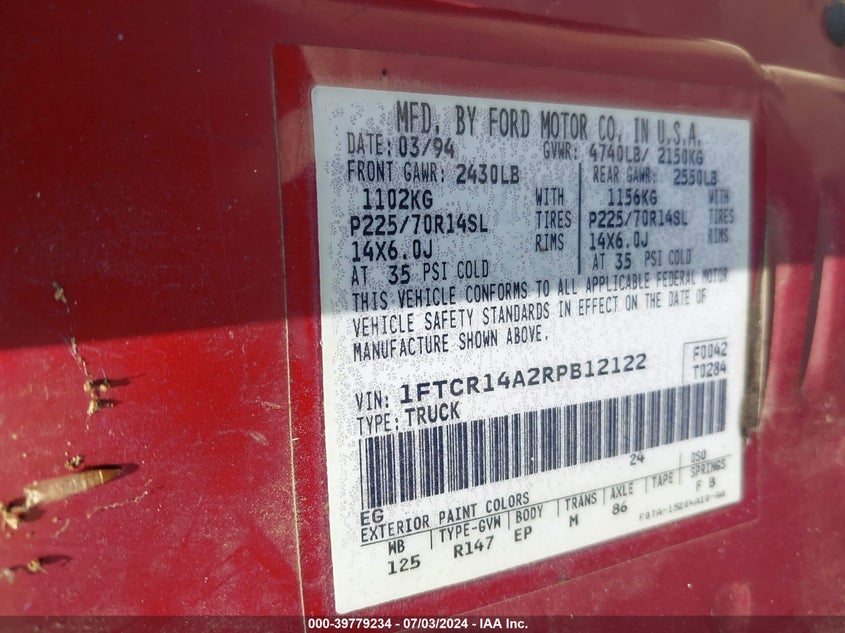 MFD. BY FORD MOTOR CO. IN U.S.A.
DATE: 03/94 GVWR: 4740LB/ 2150KG
FRONT GAWR: 2430LB REAR GAWR: 2550LB
1102KG WITH 1156KG WITH
P225/70R14SL TIRES P225/70R14SL TIRES
14X6.0J RIMS 14X6.0J RIMS
AT 35 PSI COLD AT 35 PSI COLD
THIS VEHICLE CONFORMS TO ALL APPLICABLE FEDERAL MOTOR
VEHICLE SAFETY STANDARDS IN EFFECT ON THE DATE OF
MANUFACTURE SHOWN ABOVE.
F0042
VIN: 1FTCR14A2RPB12122 T0284
TYPE: TRUCK
24
EG DSO
EXTERIOR PAINT COLORS
WB TYPE-GVW BODY TRANS AXLE TAPE SPRINGS
125 R147 EP M 86 F B
F0TA-15204A10-AA
000-39779234 - 07/03/2024 - IAA Inc.